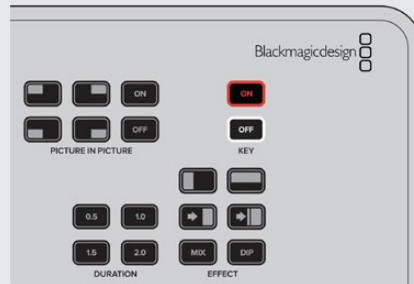 Blackmagicdesign
ON
ON
OFF
OFF
PICTURE IN PICTURE
KEY
0.5
1.0
1.5
2.0
MIX
DIP
DURATION
EFFECT